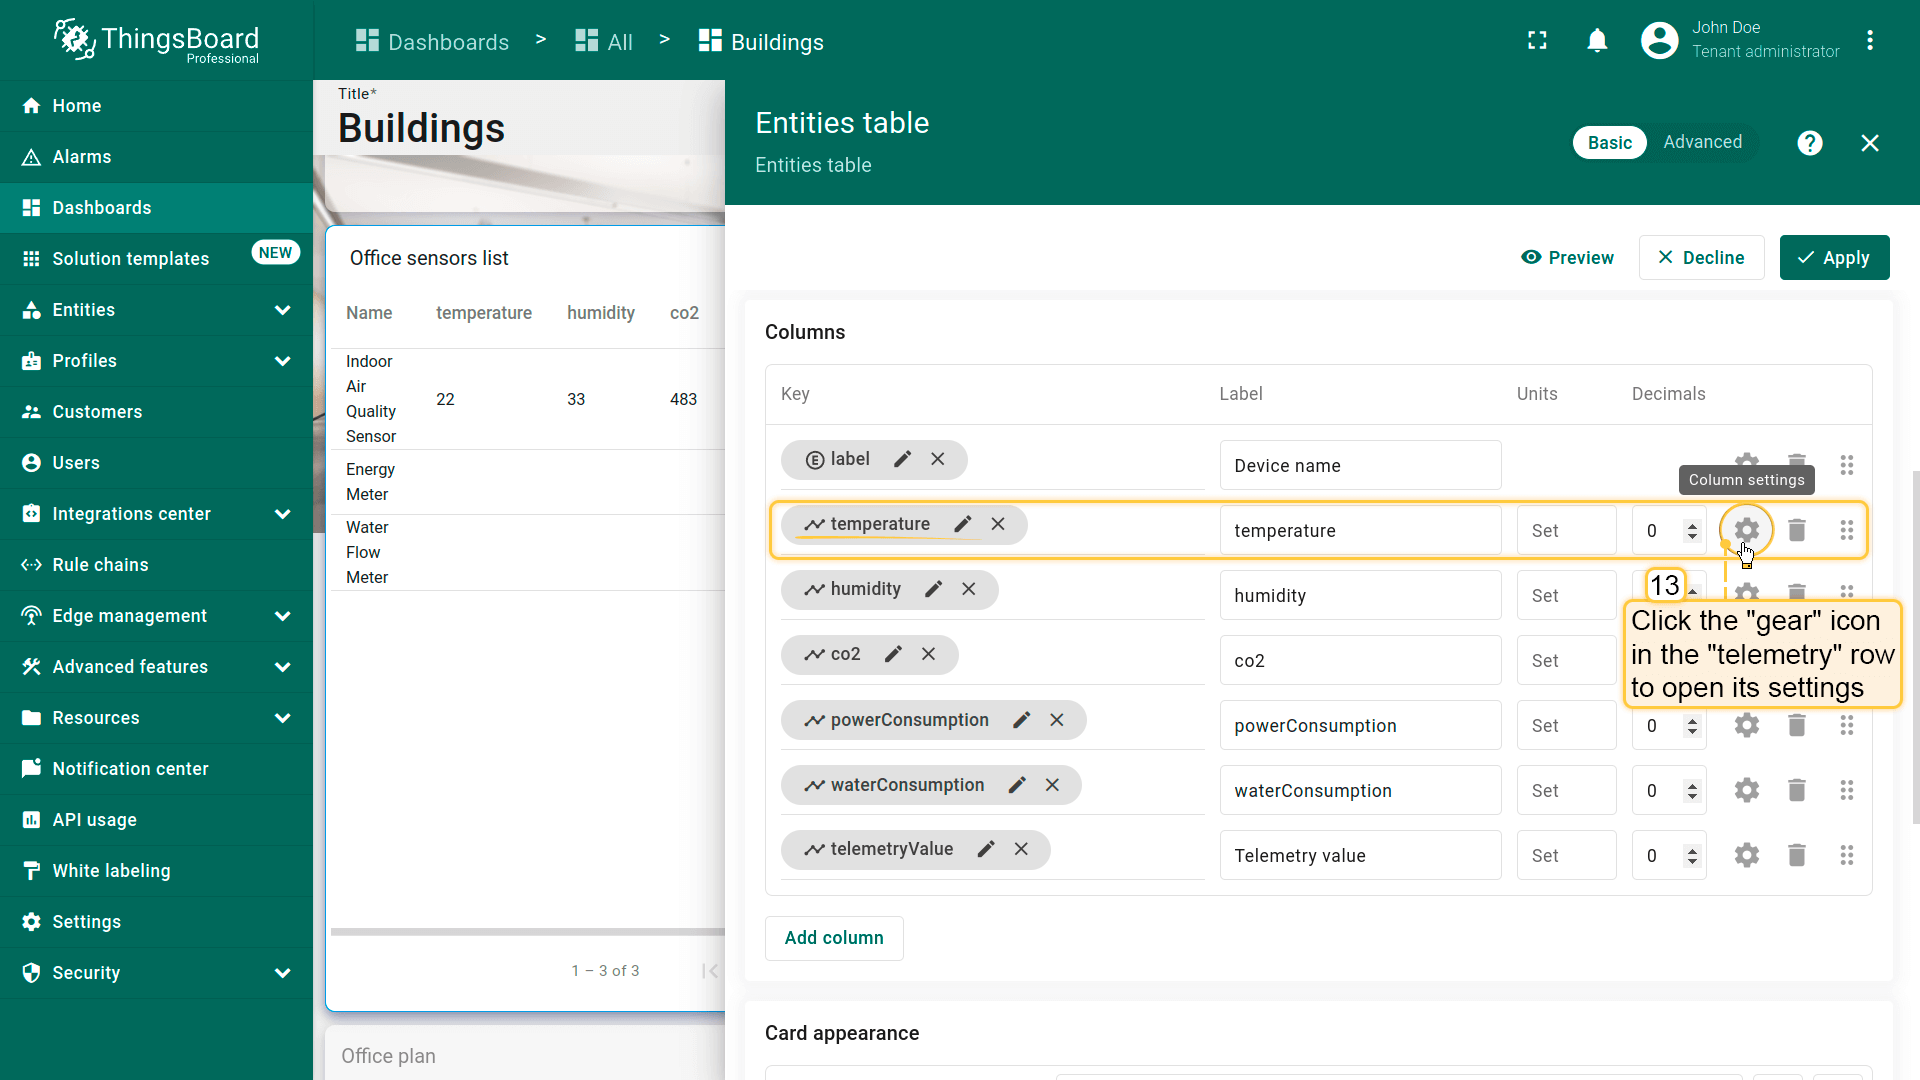 ThingsBoard
Professional
Dashboards > All > Buildings
John Doe
Tenant administrator
Home
Alarms
Dashboards
Solution templates NEW
Entities
Profiles
Customers
Users
Integrations center
Rule chains
Edge management
Advanced features
Resources
Notification center
API usage
White labeling
Settings
Security
Title*
Buildings
Office sensors list
Name temperature humidity co2
Indoor
Air
Quality
Sensor
22 33 483
Energy
Meter
Water
Flow
Meter
1 – 3 of 3
Office plan
Entities table
Entities table
Basic Advanced
Preview Decline Apply
Columns
Key Label Units Decimals
label Device name
Column settings
temperature temperature Set 0
humidity humidity Set
co2 co2 Set
13
Click the "gear" icon
in the "telemetry" row
to open its settings
powerConsumption powerConsumption Set 0
waterConsumption waterConsumption Set 0
telemetryValue Telemetry value Set 0
Add column
Card appearance